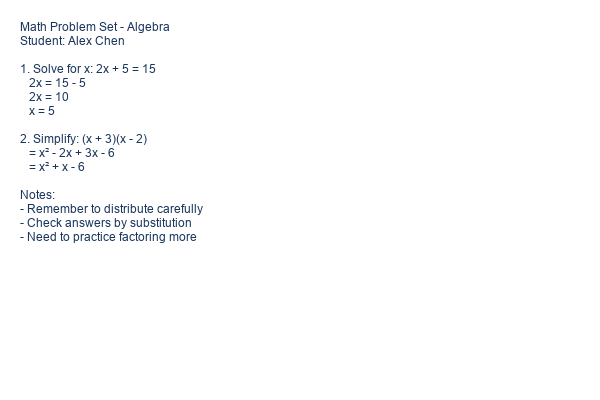 Math Problem Set - Algebra
Student: Alex Chen
1. Solve for x: 2x + 5 = 15
2x = 15 - 5
2x = 10
x = 5
2. Simplify: (x + 3)(x - 2)
= x² - 2x + 3x - 6
= x² + x - 6
Notes:
- Remember to distribute carefully
- Check answers by substitution
- Need to practice factoring more